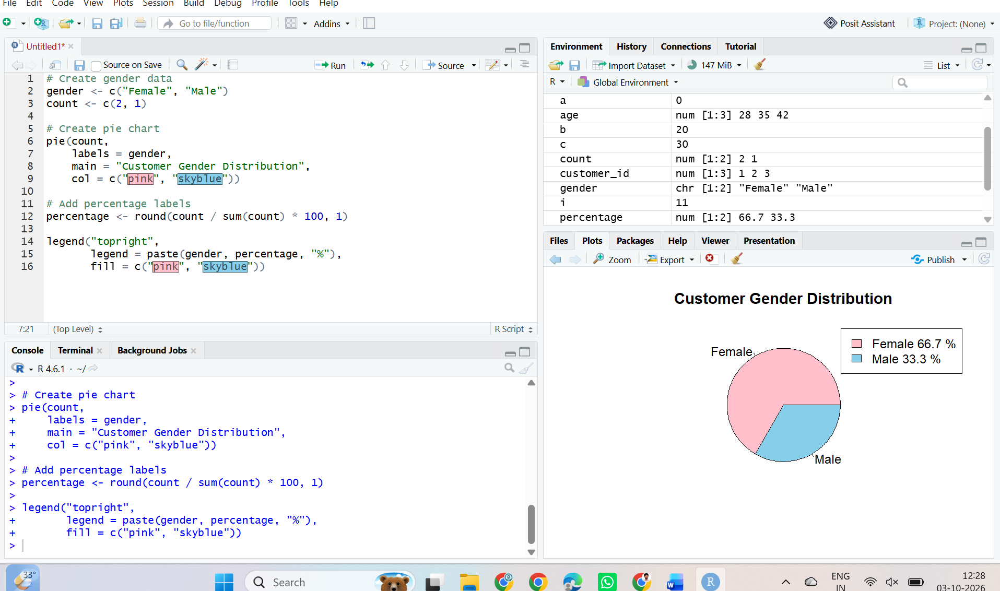 File Edit Code View Plots Session Build Debug Profile Tools Help
Go to file/function Addins Posit Assistant Project: (None)
Untitled1*
Source on Save Run Source
1 # Create gender data
2 gender <- c("Female", "Male")
3 count <- c(2, 1)
4
5 # Create pie chart
6 pie(count,
7 labels = gender,
8 main = "Customer Gender Distribution",
9 col = c("pink", "skyblue"))
10
11 # Add percentage labels
12 percentage <- round(count / sum(count) * 100, 1)
13
14 legend("topright",
15 legend = paste(gender, percentage, "%"),
16 fill = c("pink", "skyblue"))
7:21 (Top Level) R Script
Console Terminal Background Jobs
R 4.6.1 · ~/
>
> # Create pie chart
> pie(count,
+ labels = gender,
+ main = "Customer Gender Distribution",
+ col = c("pink", "skyblue"))
>
> # Add percentage labels
> percentage <- round(count / sum(count) * 100, 1)
>
> legend("topright",
+ legend = paste(gender, percentage, "%"),
+ fill = c("pink", "skyblue"))
>
Environment History Connections Tutorial
Import Dataset 147 MiB List
R Global Environment
a 0
age num [1:3] 28 35 42
b 20
c 30
count num [1:2] 2 1
customer_id num [1:3] 1 2 3
gender chr [1:2] "Female" "Male"
i 11
percentage num [1:2] 66.7 33.3
Files Plots Packages Help Viewer Presentation
Zoom Export Publish
Customer Gender Distribution
Female 66.7 %
Male 33.3 %
Female
Male
33°
Search
ENG
IN
12:28
03-10-2026